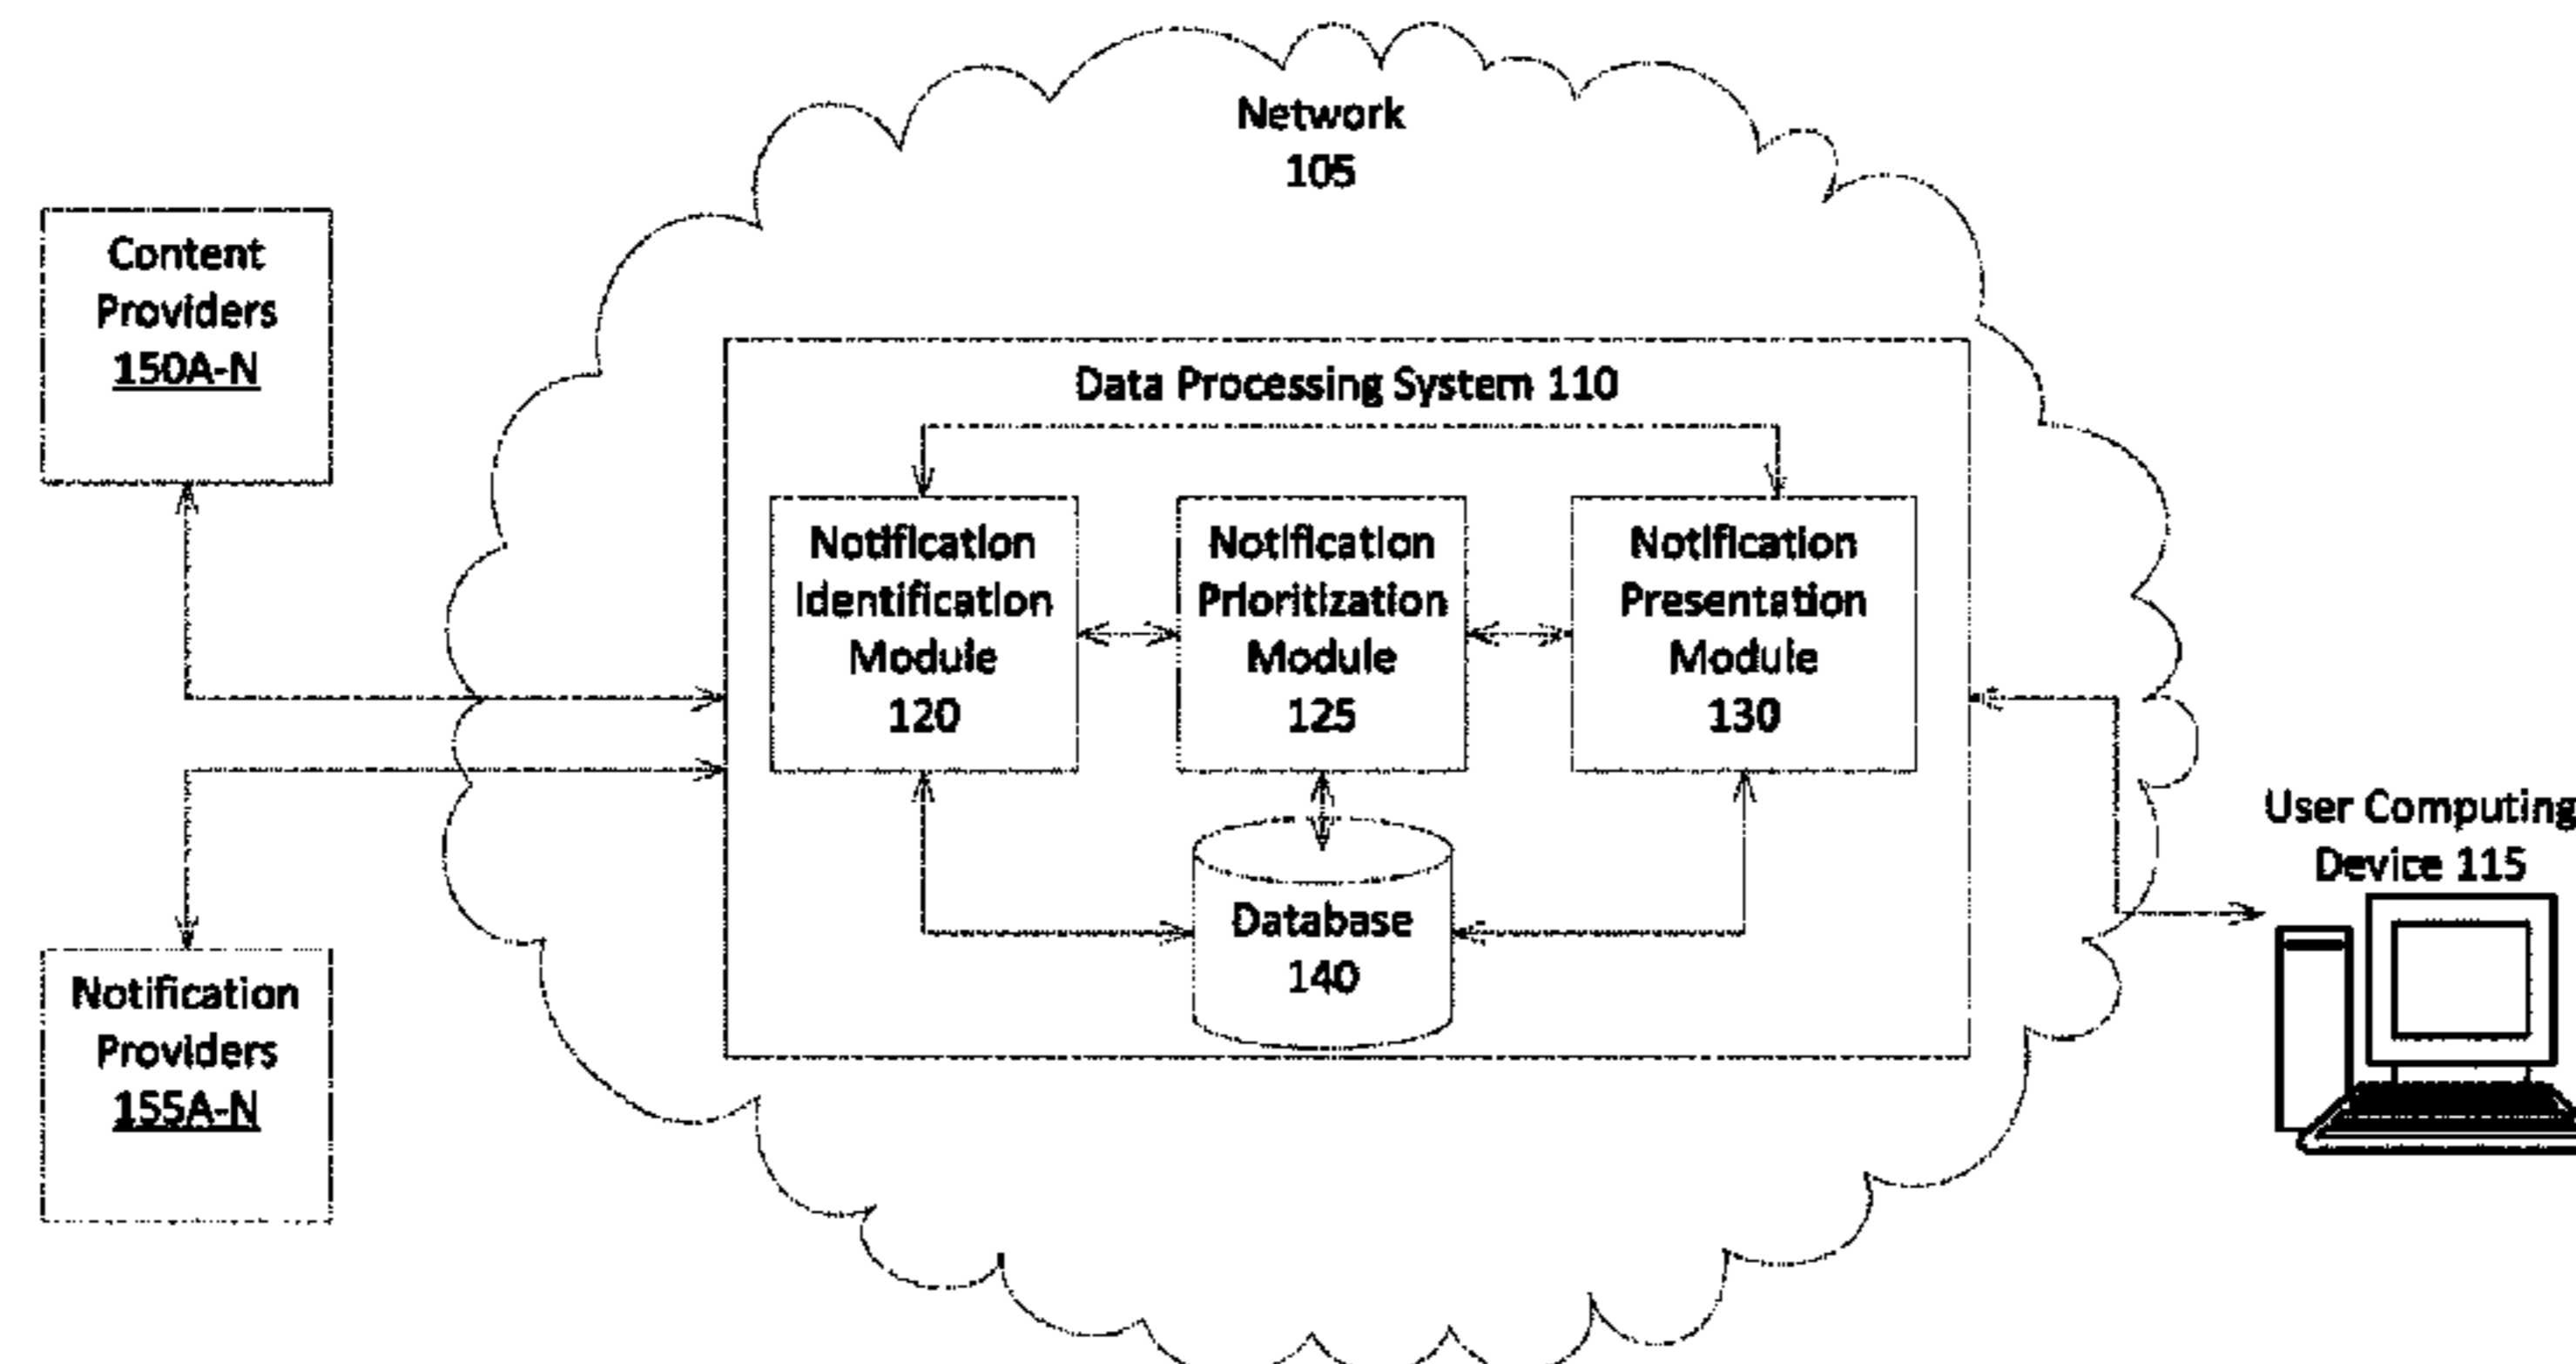 Network
105
Content
Providers
150A-N
Data Processing System 110
Notification
Identification
Module
120
Notification
Prioritization
Module
125
Notification
Presentation
Module
130
Database
140
User Computing
Device 115
Notification
Providers
155A-N